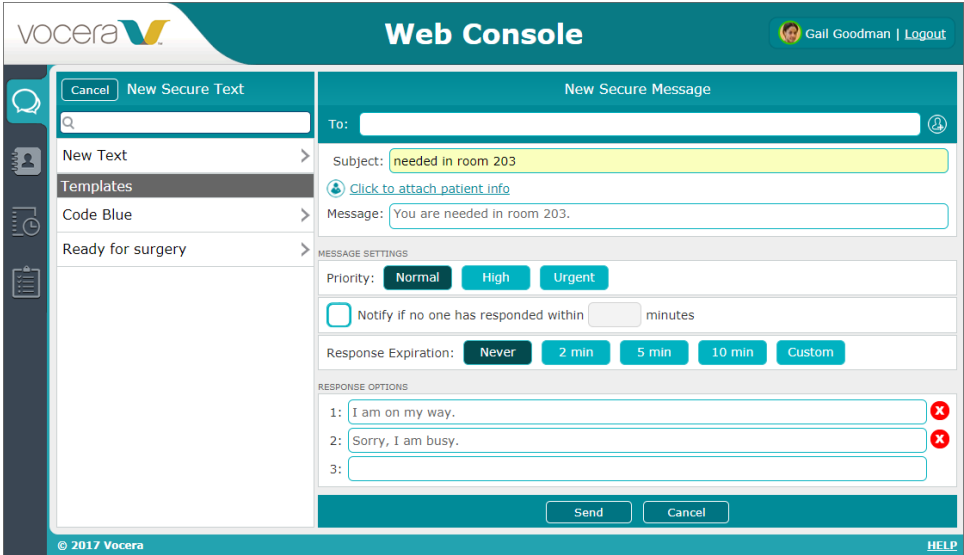 vocera
Web Console
Gail Goodman | Logout
Cancel New Secure Text
New Text
Templates
Code Blue
Ready for surgery
New Secure Message
To:
Subject: needed in room 203
Click to attach patient info
Message: You are needed in room 203.
MESSAGE SETTINGS
Priority: Normal High Urgent
Notify if no one has responded within minutes
Response Expiration: Never 2 min 5 min 10 min Custom
RESPONSE OPTIONS
1: I am on my way.
2: Sorry, I am busy.
3:
Send Cancel
© 2017 Vocera
HELP